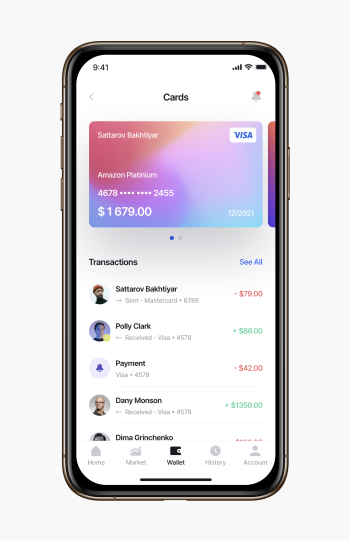 9:41
Cards
Sattarov Bakhtiyar
VISA
Amazon Platinium
4678 •••• •••• 2455
$ 1 679.00
12/2021
Transactions
See All
Sattarov Bakhtiyar
Sent - Mastercard • 6789
- $79.00
Polly Clark
Received - Visa • 4578
+ $86.00
Payment
Visa • 4578
- $42.00
Dany Monson
Received - Visa • 4578
+ $1350.00
Dima Grinchenko
Home
Market
Wallet
History
Account